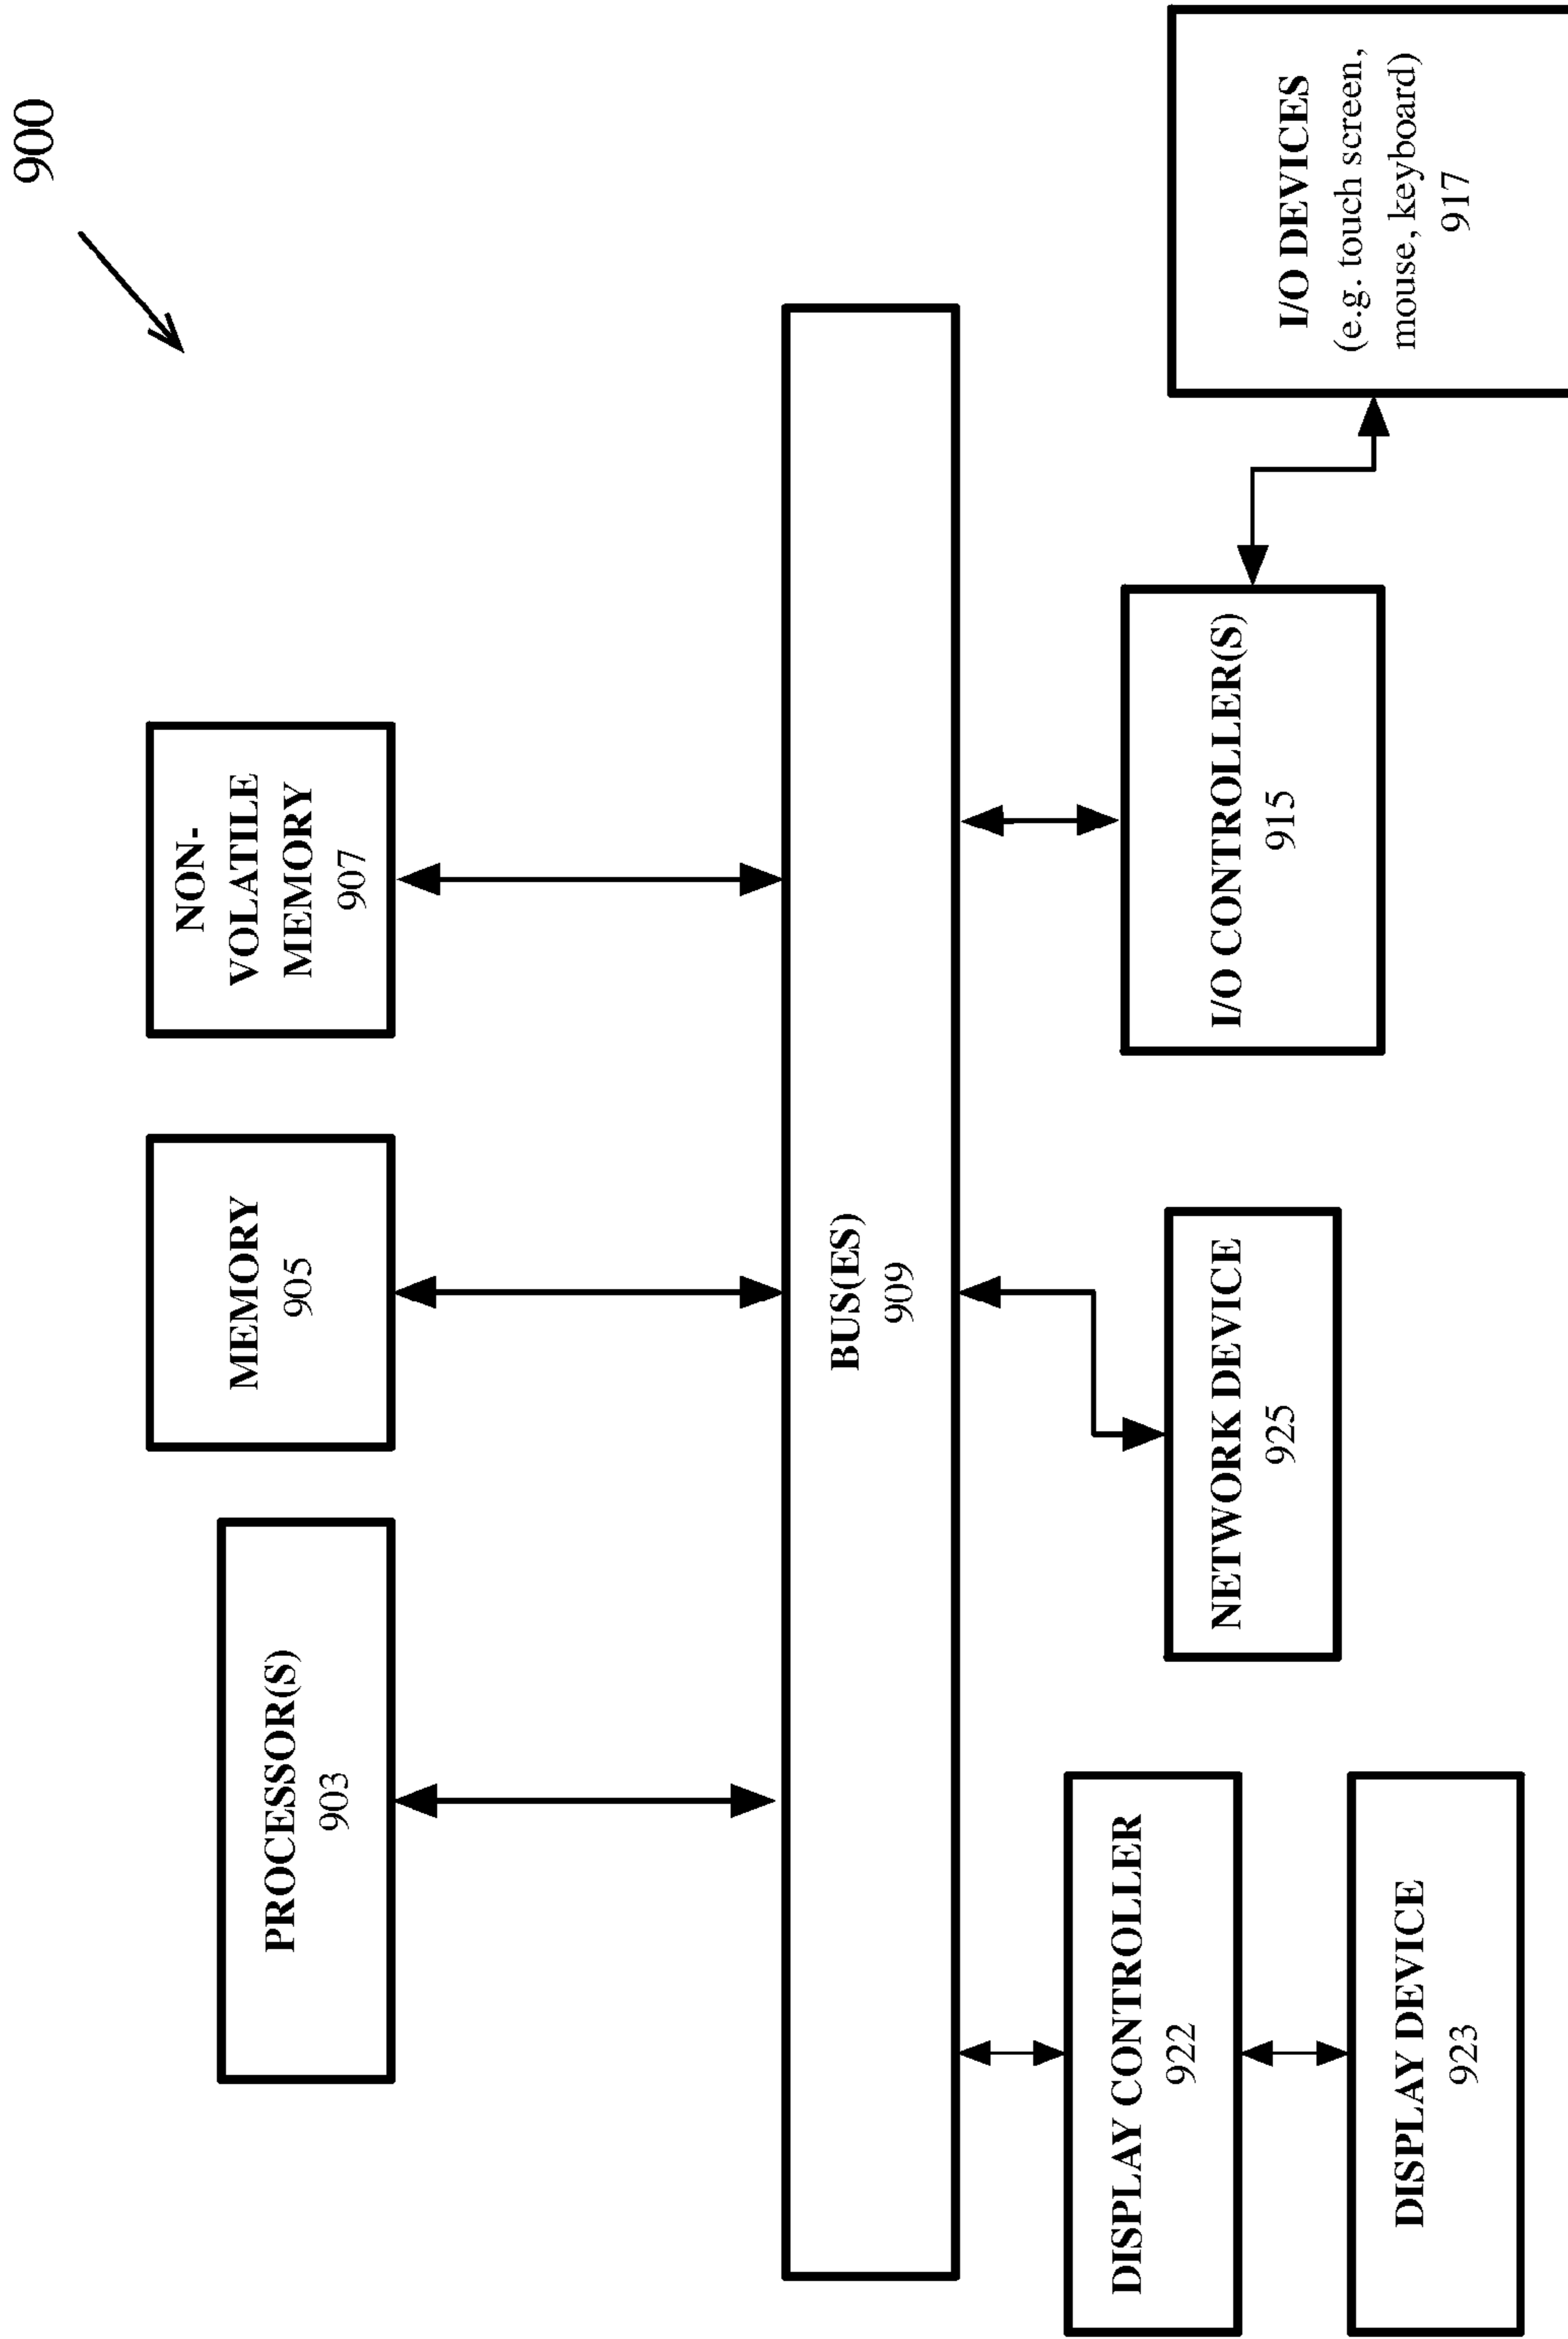 900
PROCESSOR(S)
903
MEMORY
905
NON-
VOLATILE
MEMORY
907
BUS(ES)
909
DISPLAY CONTROLLER
922
DISPLAY DEVICE
923
NETWORK DEVICE
925
I/O CONTROLLER(S)
915
I/O DEVICES
(e.g. touch screen,
mouse, keyboard)
917